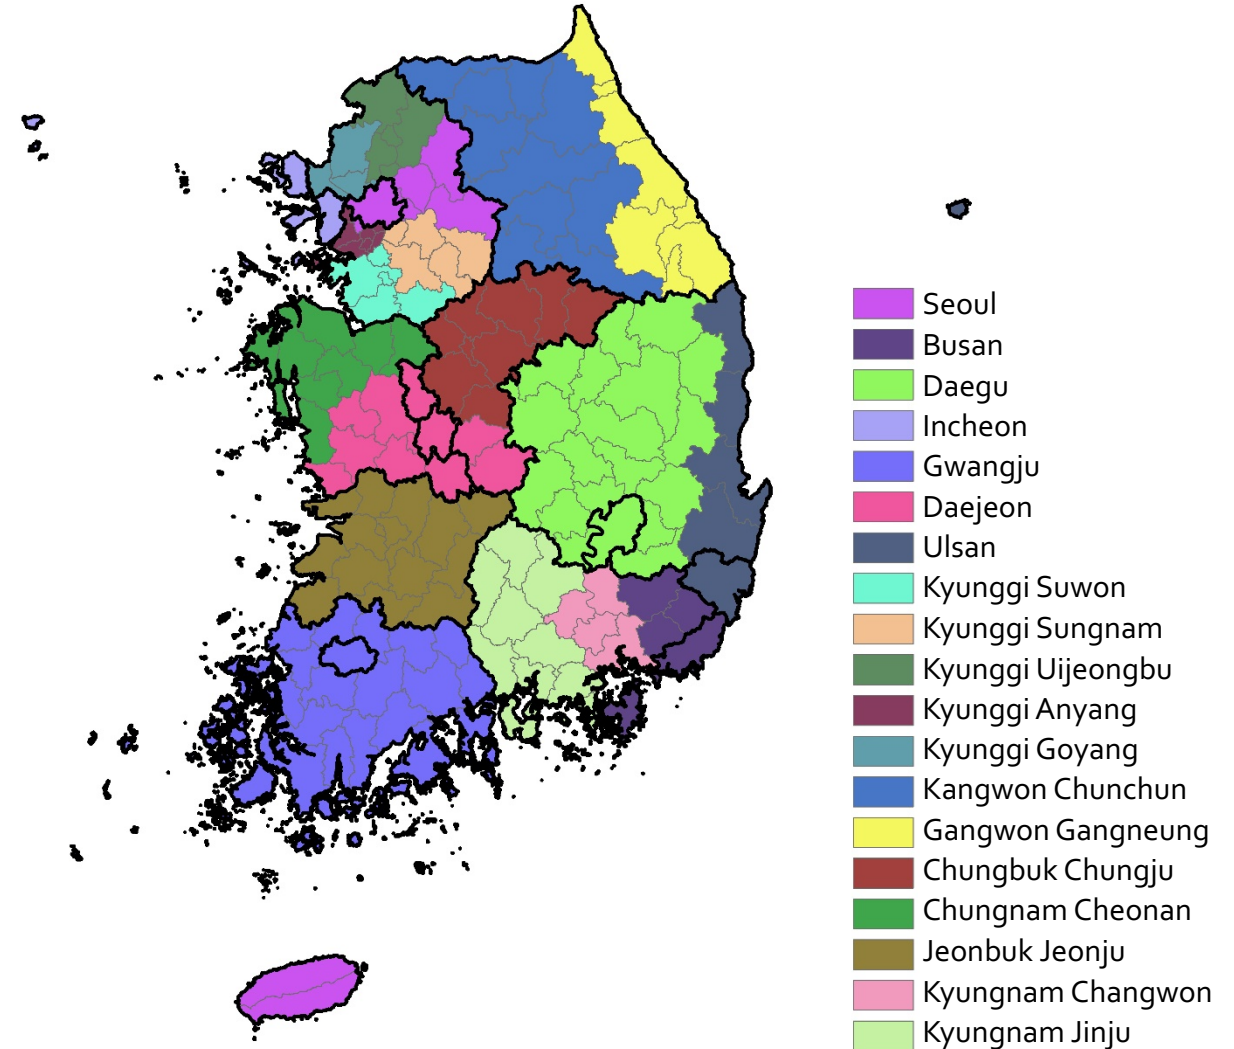 Seoul
Busan
Daegu
Incheon
Gwangju
Daejeon
Ulsan
Kyunggi Suwon
Kyunggi Sungnam
Kyunggi Uijeongbu
Kyunggi Anyang
Kyunggi Goyang
Kangwon Chunchun
Gangwon Gangneung
Chungbuk Chungju
Chungnam Cheonan
Jeonbuk Jeonju
Kyungnam Changwon
Kyungnam Jinju